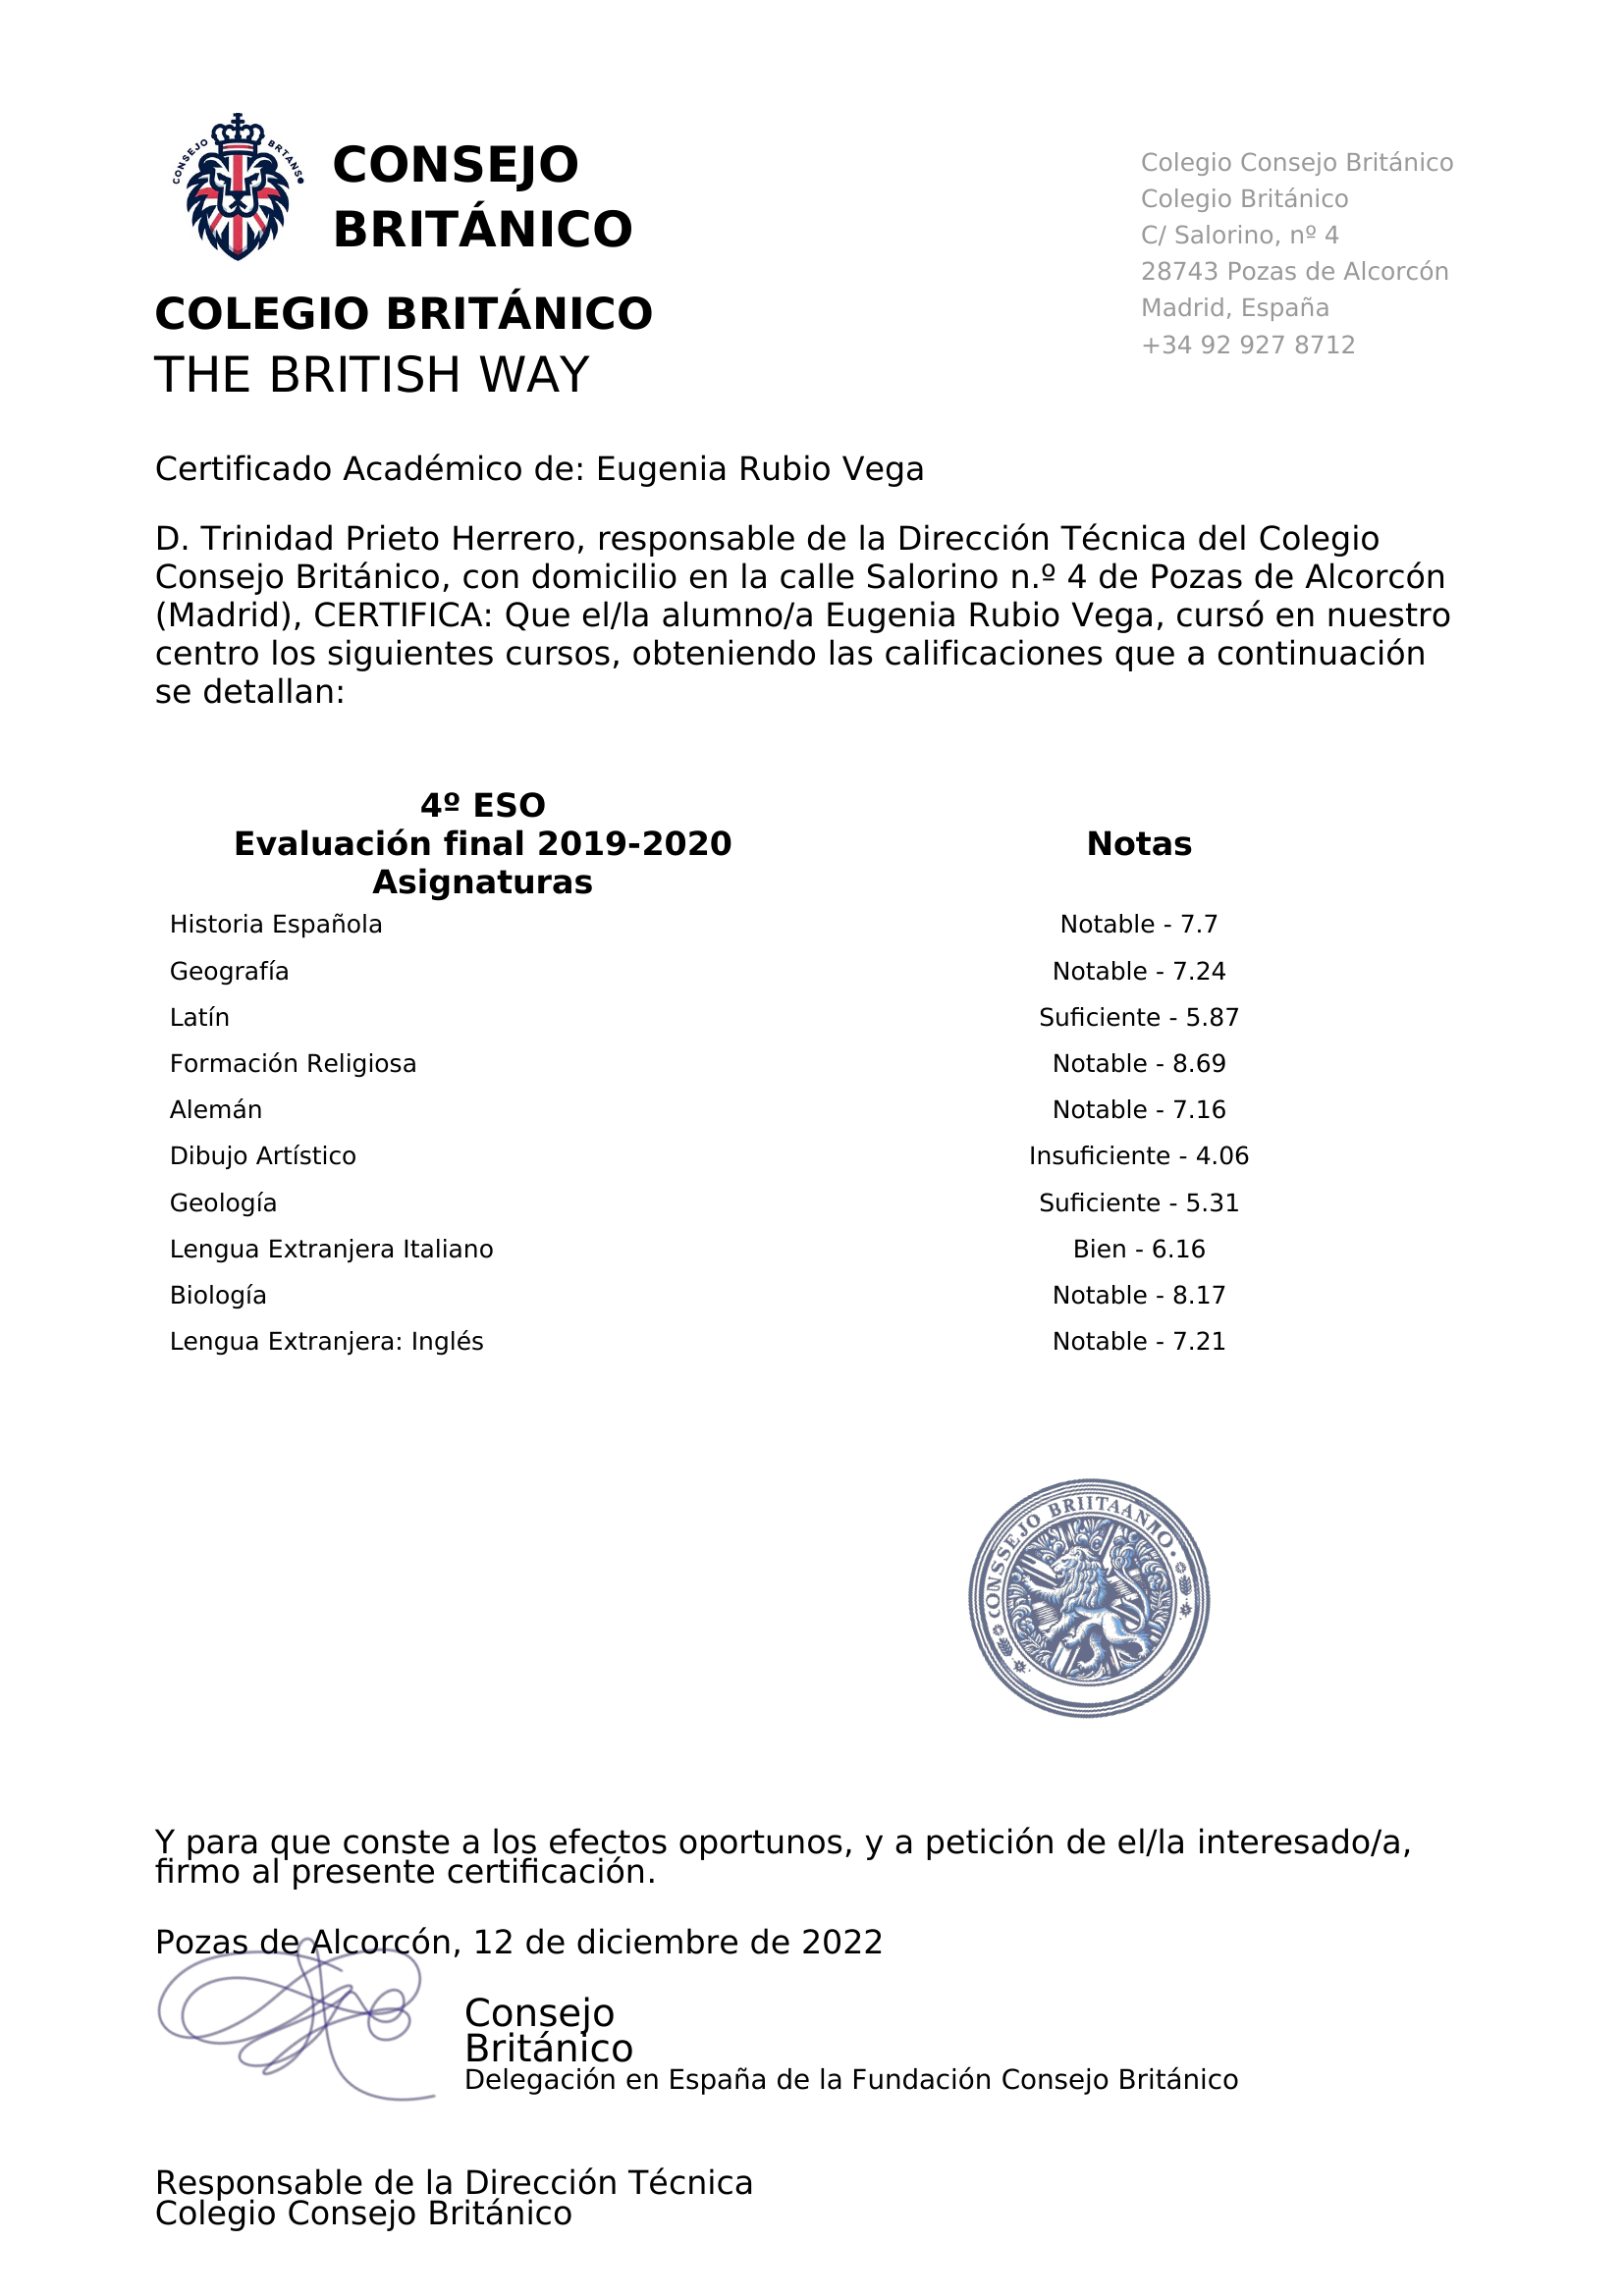 CONSEJO BRTANS
CONSEJO
BRITÁNICO
COLEGIO BRITÁNICO
THE BRITISH WAY
Colegio Consejo Británico
Colegio Británico
C/ Salorino, nº 4
28743 Pozas de Alcorcón
Madrid, España
+34 92 927 8712
Certificado Académico de: Eugenia Rubio Vega
D. Trinidad Prieto Herrero, responsable de la Dirección Técnica del Colegio
Consejo Británico, con domicilio en la calle Salorino n.º 4 de Pozas de Alcorcón
(Madrid), CERTIFICA: Que el/la alumno/a Eugenia Rubio Vega, cursó en nuestro
centro los siguientes cursos, obteniendo las calificaciones que a continuación
se detallan:
4º ESO
Evaluación final 2019-2020 Notas
Asignaturas
Historia Española Notable - 7.7
Geografía Notable - 7.24
Latín Suficiente - 5.87
Formación Religiosa Notable - 8.69
Alemán Notable - 7.16
Dibujo Artístico Insuficiente - 4.06
Geología Suficiente - 5.31
Lengua Extranjera Italiano Bien - 6.16
Biología Notable - 8.17
Lengua Extranjera: Inglés Notable - 7.21
CONSSEJO BRIITAANNO
Y para que conste a los efectos oportunos, y a petición de el/la interesado/a,
firmo al presente certificación.
Pozas de Alcorcón, 12 de diciembre de 2022
Consejo
Británico
Delegación en España de la Fundación Consejo Británico
Responsable de la Dirección Técnica
Colegio Consejo Británico